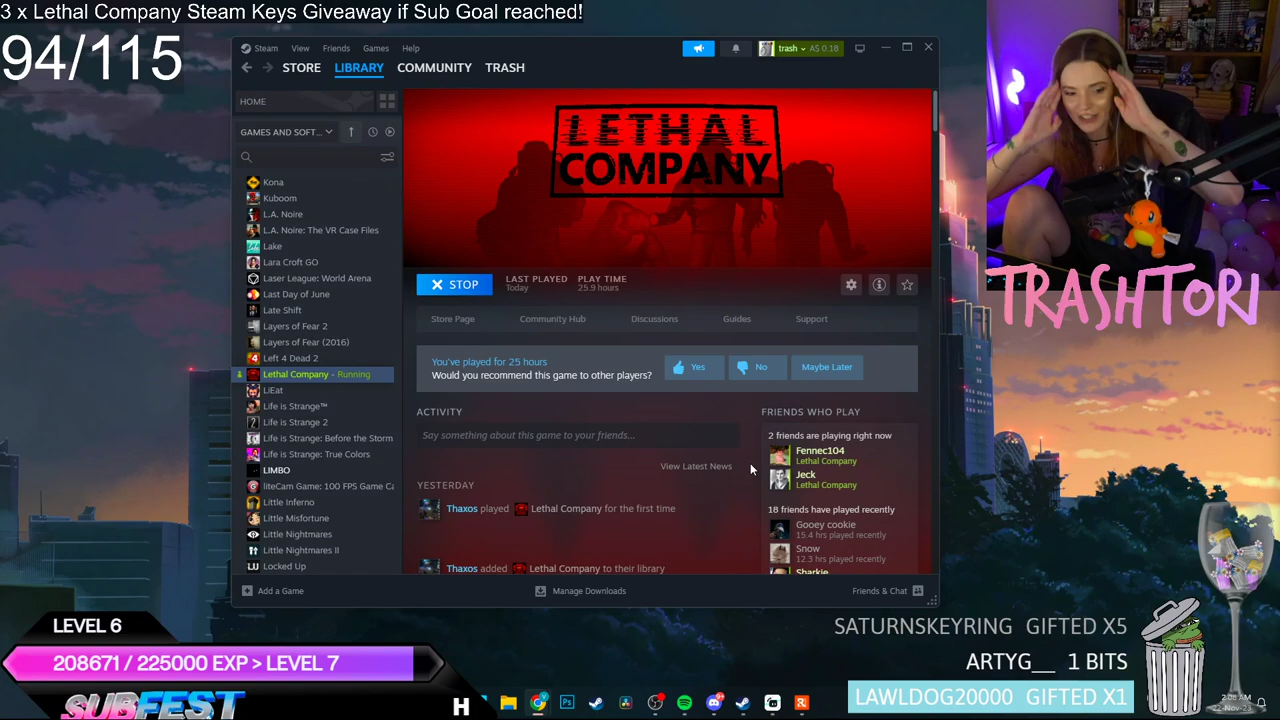 3 x Lethal Company Steam Keys Giveaway if Sub Goal reached!
94/115
Steam View Friends Games Help
trash A$ 0.18
STORE LIBRARY COMMUNITY TRASH
HOME
GAMES AND SOFT...
Kona
Kuboom
L.A. Noire
L.A. Noire: The VR Case Files
Lake
Lara Croft GO
Laser League: World Arena
Last Day of June
Late Shift
Layers of Fear 2
Layers of Fear (2016)
Left 4 Dead 2
Lethal Company - Running
LiEat
Life is Strange™
Life is Strange 2
Life is Strange: Before the Storm
Life is Strange: True Colors
LIMBO
liteCam Game: 100 FPS Game Ca
Little Inferno
Little Misfortune
Little Nightmares
Little Nightmares II
Locked Up
LETHAL
COMPANY
STOP
LAST PLAYED
Today
PLAY TIME
25.9 hours
Store Page Community Hub Discussions Guides Support
You've played for 25 hours
Would you recommend this game to other players?
Yes No Maybe Later
ACTIVITY
Say something about this game to your friends...
View Latest News
YESTERDAY
Thaxos played Lethal Company for the first time
Thaxos added Lethal Company to their library
FRIENDS WHO PLAY
2 friends are playing right now
Fennec104
Lethal Company
Jeck
Lethal Company
18 friends have played recently
Gooey cookie
15.4 hrs played recently
Snow
12.3 hrs played recently
Sharkie
Add a Game Manage Downloads Friends & Chat
TRASHTORI
LEVEL 6
208671 / 225000 EXP > LEVEL 7
SUBFEST
H
SATURNSKEYRING GIFTED X5
ARTYG__ 1 BITS
LAWLDOG20000 GIFTED X1
22-Nov-23